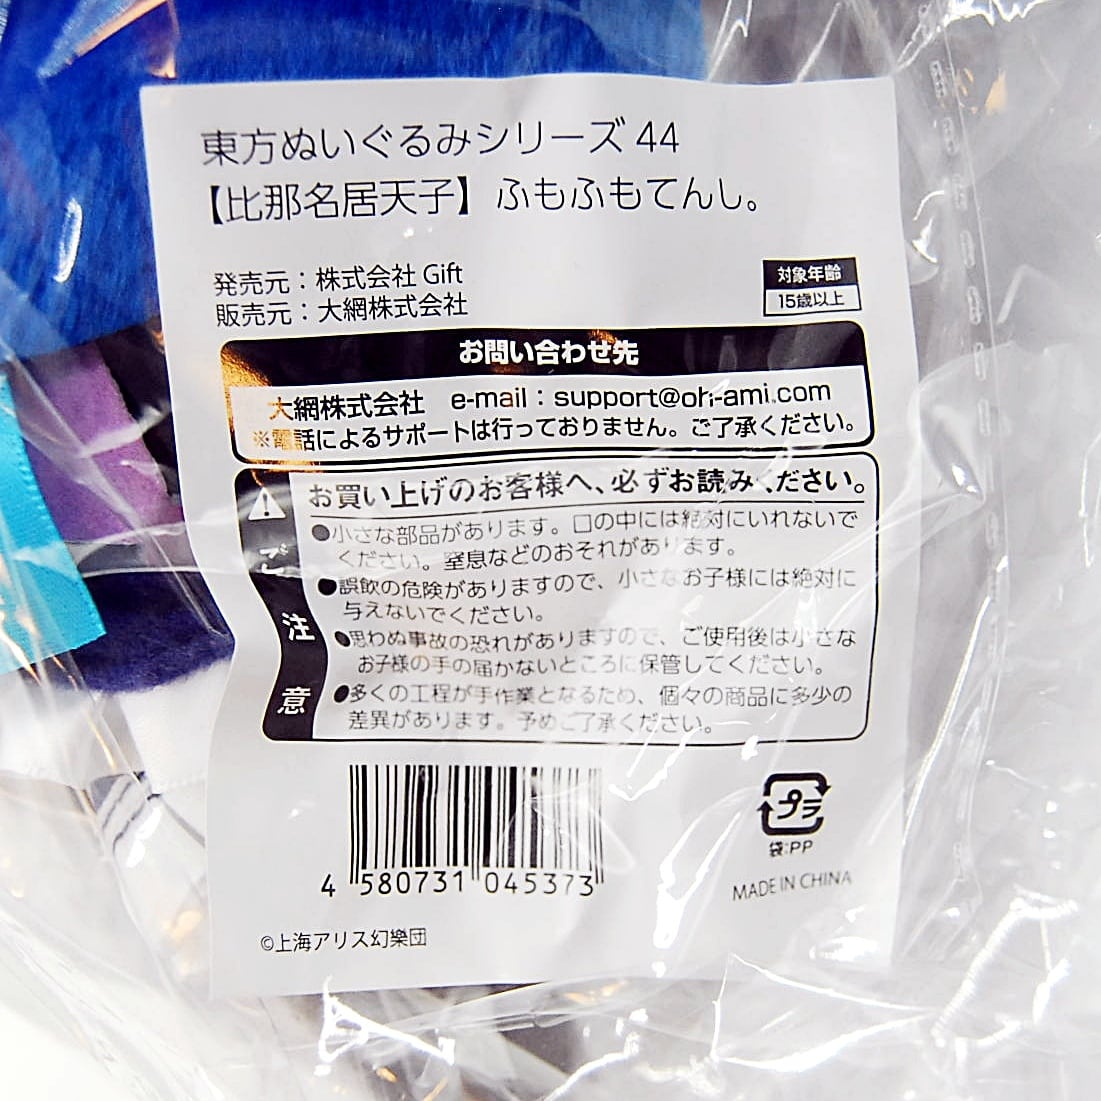 東方ぬいぐるみシリーズ 44
【比那名居天子】ふもふもてんし。
発売元：株式会社 Gift
販売元：大網株式会社
対象年齢
15歳以上
お問い合わせ先
大網株式会社　e-mail：support@oh-ami.com
※電話によるサポートは行っておりません。ご了承ください。
ご注意
お買い上げのお客様へ、必ずお読みください。
●小さな部品があります。口の中には絶対にいれないで
ください。窒息などのおそれがあります。
●誤飲の危険がありますので、小さなお子様には絶対に
与えないでください。
●思わぬ事故の恐れがありますので、ご使用後は小さな
お子様の手の届かないところに保管してください。
●多くの工程が手作業となるため、個々の商品に多少の
差異があります。予めご了承ください。
4 580731 045373
プラ
袋:PP
MADE IN CHINA
©上海アリス幻樂団